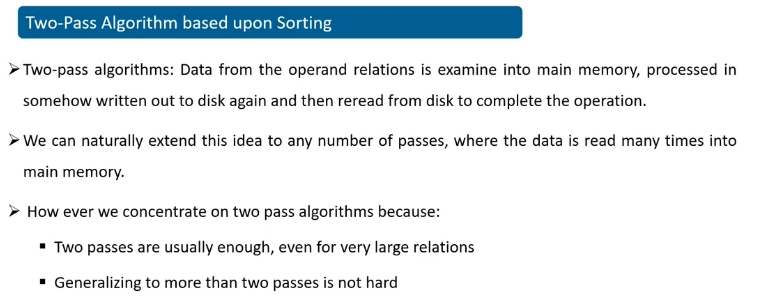 Two-Pass Algorithm based upon Sorting
➢ Two-pass algorithms: Data from the operand relations is examine into main memory, processed in
somehow written out to disk again and then reread from disk to complete the operation.
➢ We can naturally extend this idea to any number of passes, where the data is read many times into
main memory.
➢ How ever we concentrate on two pass algorithms because:
▪ Two passes are usually enough, even for very large relations
▪ Generalizing to more than two passes is not hard